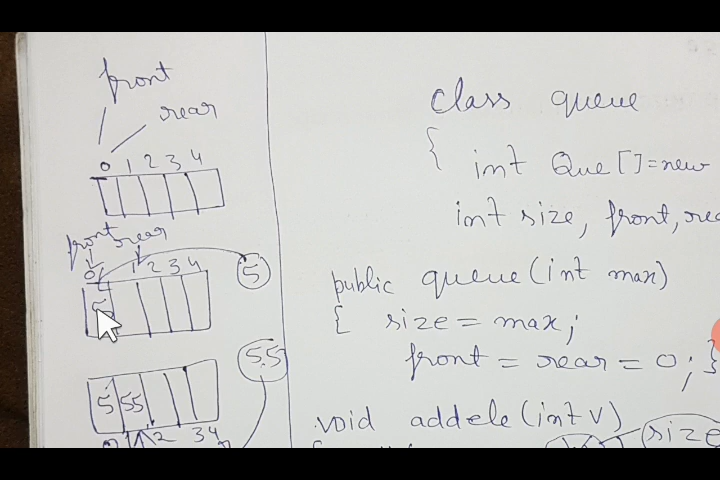 front
rear
0 1 2 3 4
front rear
0 1 2 3 4
5
5
5.5
5 55
2 3 4
class queue
{ int Que[]=new
int size, front, rea
public queue(int max)
{ size = max;
front = rear = 0; }
void addele(int v)
size